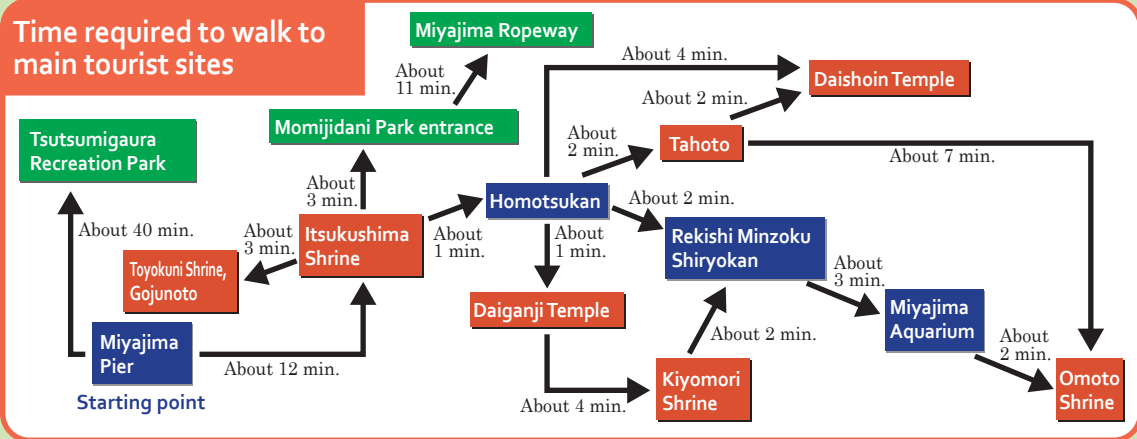 Time required to walk to
main tourist sites
Miyajima Ropeway
About
11 min.
Momijidani Park entrance
Tsutsumigaura
Recreation Park
About 40 min.
About
3 min.
About
3 min.
Toyokuni Shrine,
Gojunoto
Itsukushima
Shrine
Miyajima
Pier
Starting point
About 12 min.
About
1 min.
Homotsukan
About 4 min.
Daishoin Temple
About 2 min.
About
2 min.
Tahoto
About 7 min.
About 2 min.
Rekishi Minzoku
Shiryokan
About
1 min.
Daiganji Temple
About 4 min.
Kiyomori
Shrine
About 2 min.
About
3 min.
Miyajima
Aquarium
About
2 min.
Omoto
Shrine